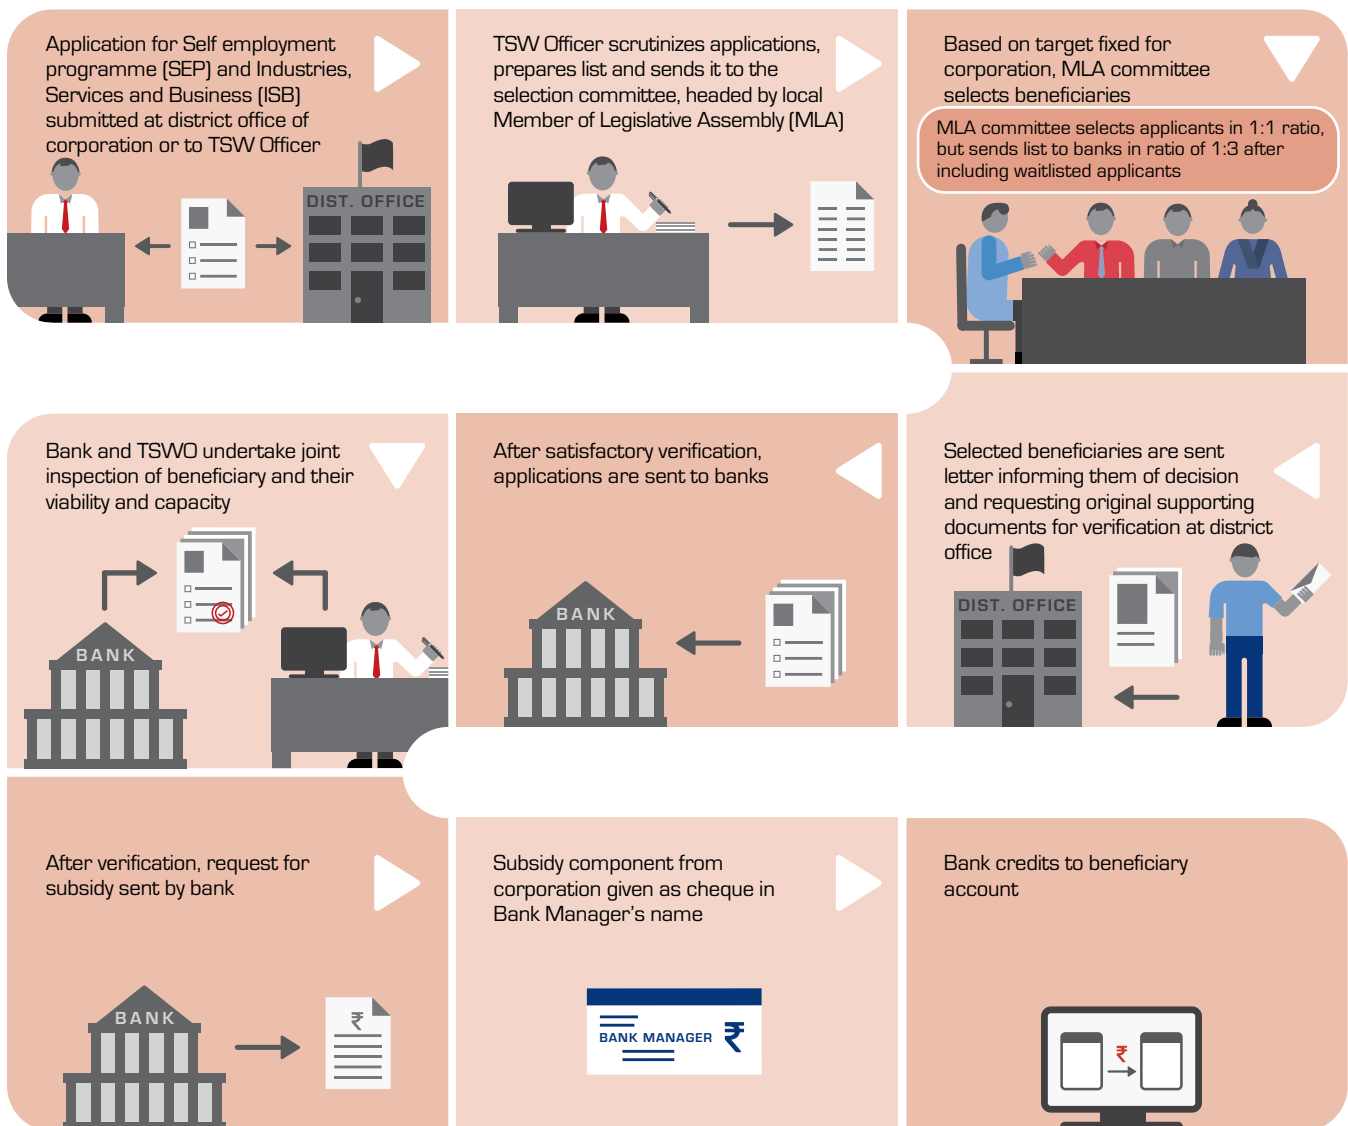 Application for Self employment
programme (SEP) and Industries,
Services and Business (ISB)
submitted at district office of
corporation or to TSW Officer
DIST. OFFICE
TSW Officer scrutinizes applications,
prepares list and sends it to the
selection committee, headed by local
Member of Legislative Assembly (MLA)
Based on target fixed for
corporation, MLA committee
selects beneficiaries
MLA committee selects applicants in 1:1 ratio,
but sends list to banks in ratio of 1:3 after
including waitlisted applicants
Selected beneficiaries are sent
letter informing them of decision
and requesting original supporting
documents for verification at district
office
DIST. OFFICE
After satisfactory verification,
applications are sent to banks
BANK
Bank and TSWO undertake joint
inspection of beneficiary and their
viability and capacity
BANK
After verification, request for
subsidy sent by bank
BANK
₹
Subsidy component from
corporation given as cheque in
Bank Manager's name
BANK MANAGER ₹
Bank credits to beneficiary
account
₹